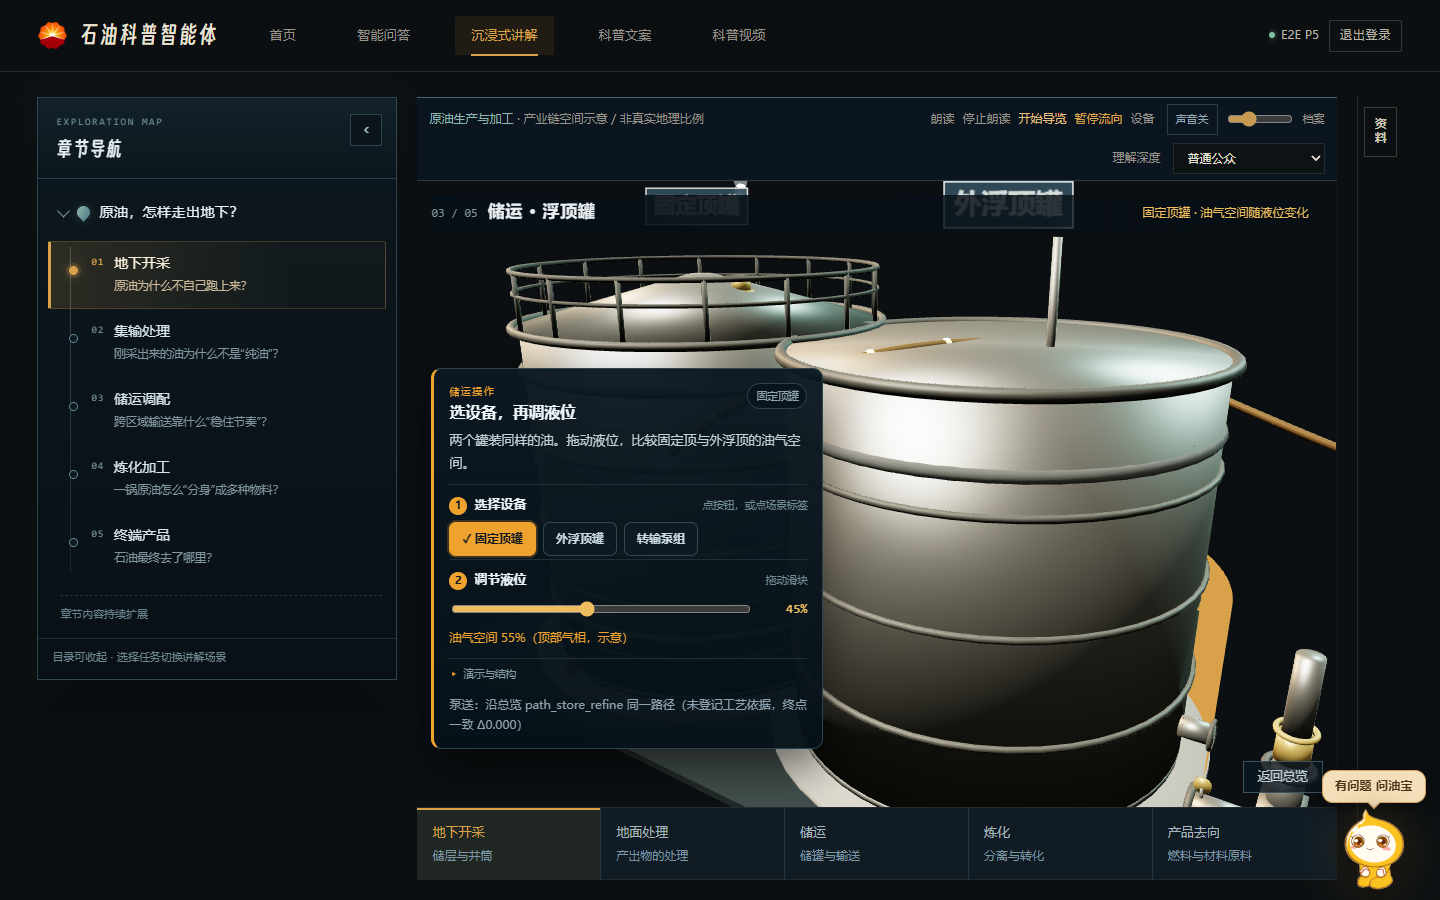 石油科普智能体
首页
智能问答
沉浸式讲解
科普文案
科普视频
E2E P5
退出登录
EXPLORATION MAP
章节导航
原油，怎样走出地下？
01 地下开采
原油为什么不自己跑上来？
02 集输处理
刚采出来的油为什么不是“纯油”？
03 储运调配
跨区域输送靠什么“稳住节奏”？
04 炼化加工
一锅原油怎么“分身”成多种物料？
05 终端产品
石油最终去了哪里？
章节内容持续扩展
目录可收起 · 选择任务切换讲解场景
原油生产与加工 · 产业链空间示意 / 非真实地理比例
朗读 停止朗读 开始导览 暂停流向 设备 声音关 档案
理解深度 普通公众
固定顶罐
外浮顶罐
03 / 05 储运 • 浮顶罐
固定顶罐 · 油气空间随液位变化
储运操作
选设备，再调液位
固定顶罐
两个罐装同样的油。拖动液位，比较固定顶与外浮顶的油气空
间。
1 选择设备
点按钮，或点场景标签
✓ 固定顶罐
外浮顶罐
转输泵组
2 调节液位
拖动滑块
45%
油气空间 55%（顶部气相，示意）
演示与结构
泵送：沿总览 path_store_refine 同一路径（未登记工艺依据，终点
一致 Δ0.000）
返回总览
资
料
有问题 问油宝
地下开采
储层与井筒
地面处理
产出物的处理
储运
储罐与输送
炼化
分离与转化
产品去向
燃料与材料原料